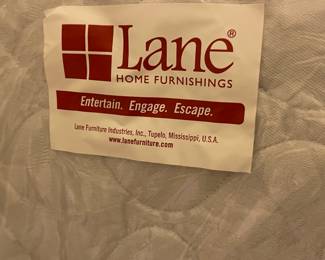 Lane®
HOME FURNISHINGS
Entertain. Engage. Escape.
Lane Furniture Industries, Inc., Tupelo, Mississippi, U.S.A.
www.lanefurniture.com